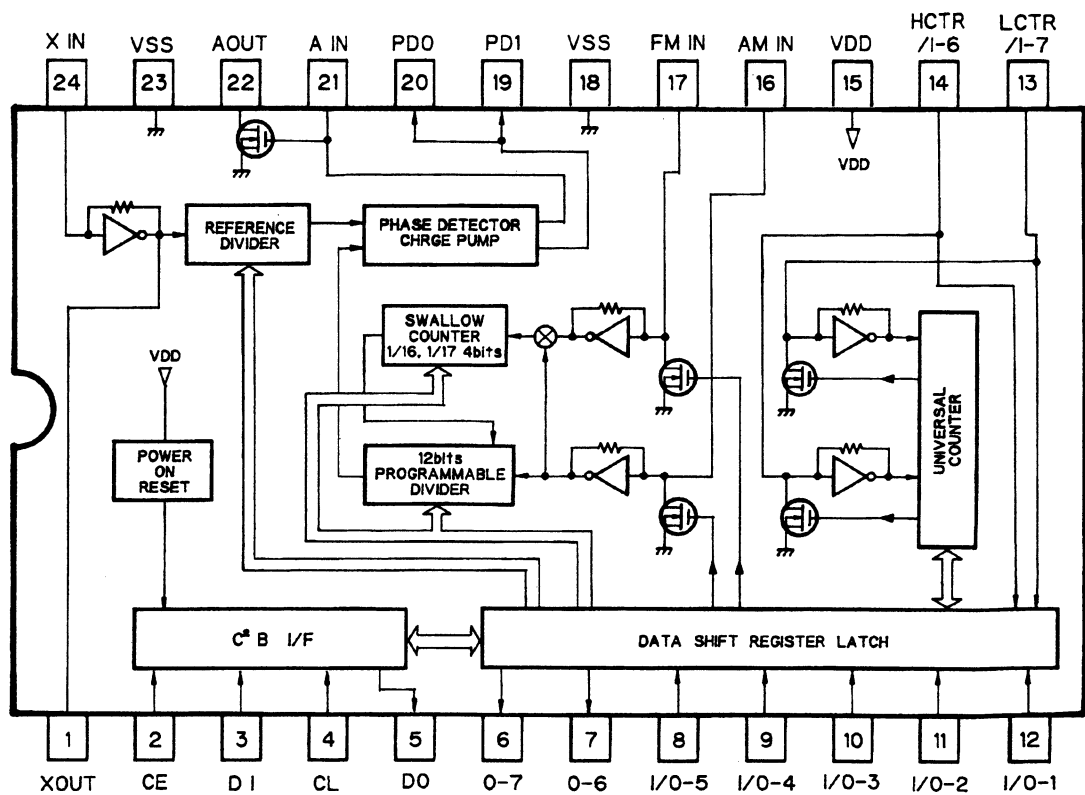 X IN VSS AOUT A IN PD0 PD1 VSS FM IN AM IN VDD HCTR /I-6 LCTR /I-7
24 23 22 21 20 19 18 17 16 15 14 13
VDD
REFERENCE
DIVIDER
PHASE DETECTOR
CHRGE PUMP
SWALLOW
COUNTER
1/16, 1/17 4bits
VDD
POWER
ON
RESET
12bits
PROGRAMMABLE
DIVIDER
UNIVERSAL
COUNTER
C²B I/F
DATA SHIFT REGISTER LATCH
1 2 3 4 5 6 7 8 9 10 11 12
XOUT CE DI CL DO O-7 O-6 I/O-5 I/O-4 I/O-3 I/O-2 I/O-1